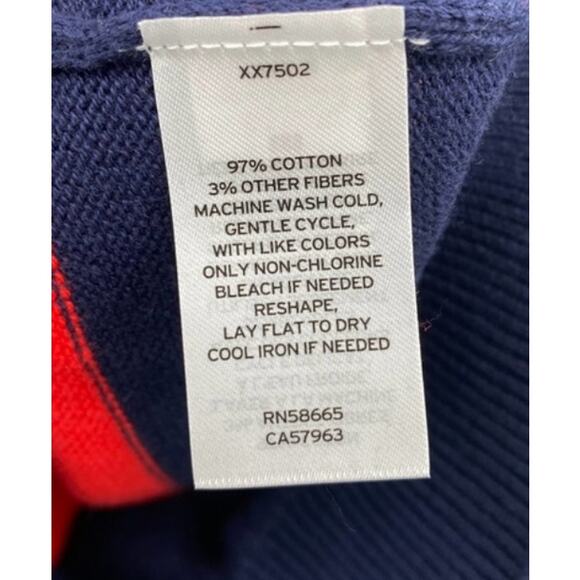 XX7502
97% COTTON
3% OTHER FIBERS
MACHINE WASH COLD,
GENTLE CYCLE,
WITH LIKE COLORS
ONLY NON-CHLORINE
BLEACH IF NEEDED
RESHAPE,
LAY FLAT TO DRY
COOL IRON IF NEEDED
RN58665
CA57963